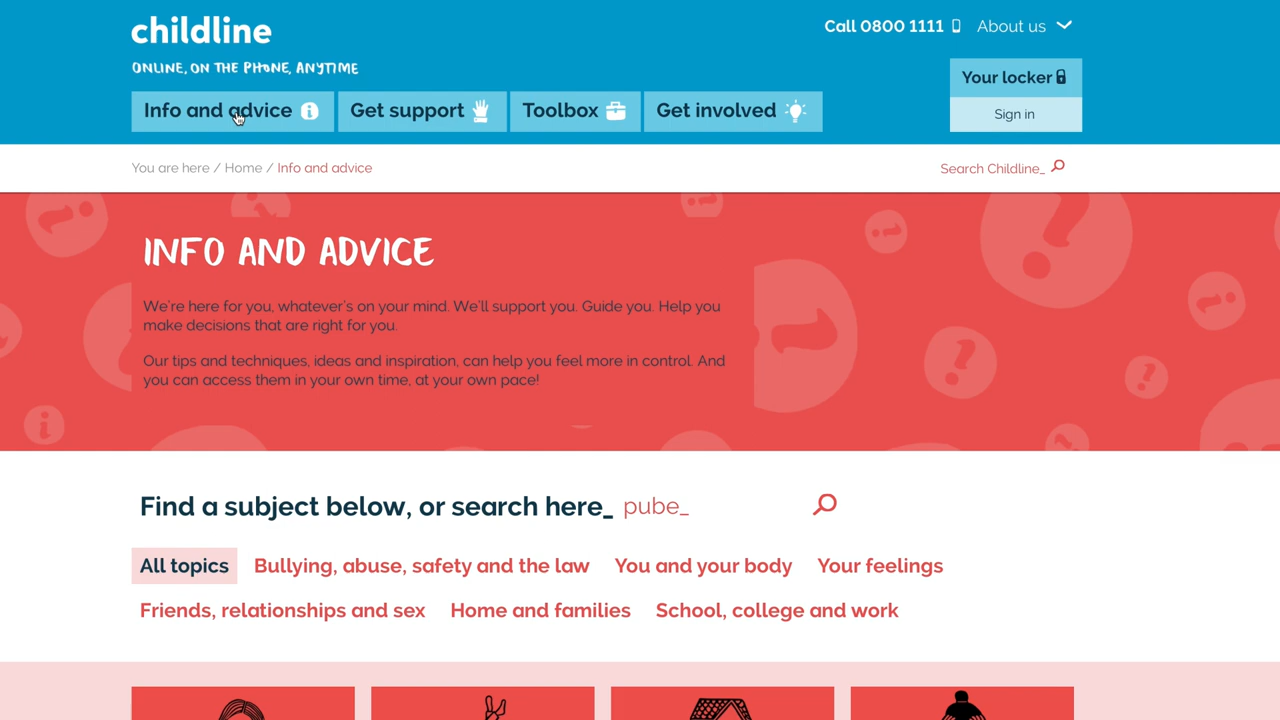 childline
ONLINE, ON THE PHONE, ANYTIME
Call 0800 1111
About us
Your locker
Sign in
Info and advice
Get support
Toolbox
Get involved
You are here / Home / Info and advice
Search Childline_
INFO AND ADVICE
We're here for you, whatever's on your mind. We'll support you. Guide you. Help you
make decisions that are right for you.
Our tips and techniques, ideas and inspiration, can help you feel more in control. And
you can access them in your own time, at your own pace!
Find a subject below, or search here_ pube_
All topics
Bullying, abuse, safety and the law
You and your body
Your feelings
Friends, relationships and sex
Home and families
School, college and work